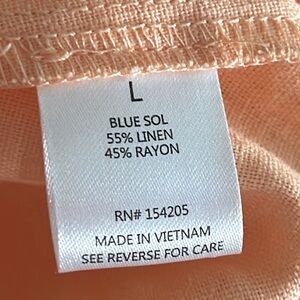 L
BLUE SOL
55% LINEN
45% RAYON
RN# 154205
MADE IN VIETNAM
SEE REVERSE FOR CARE